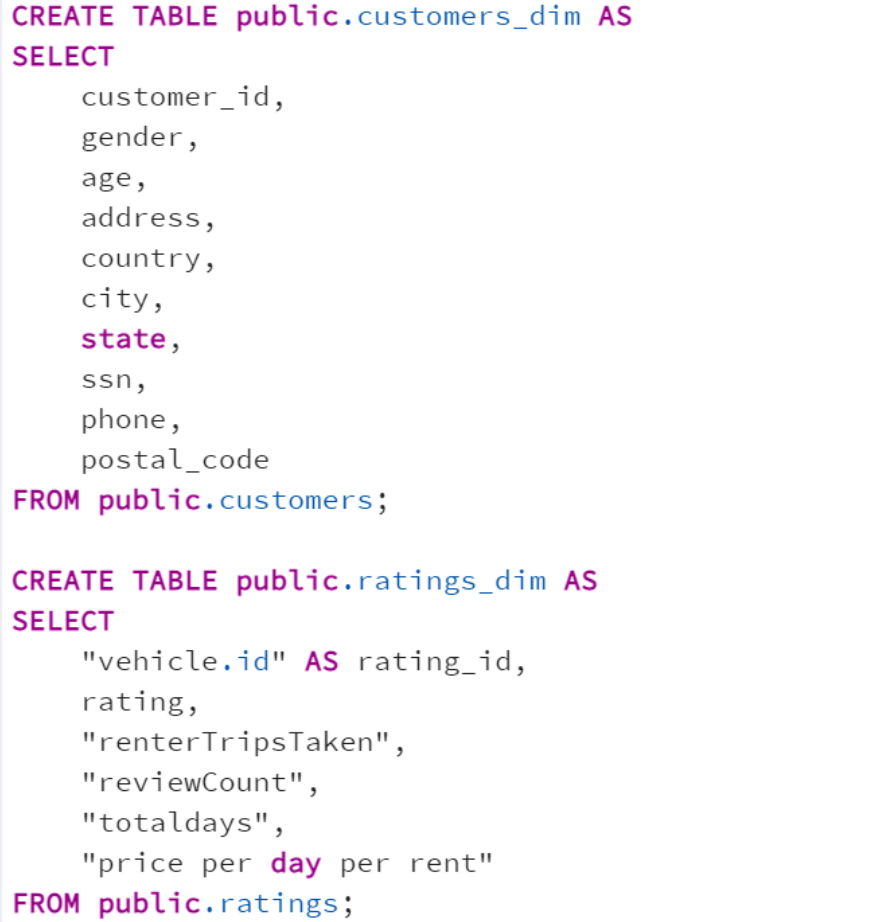 CREATE TABLE public.customers_dim AS
SELECT
    customer_id,
    gender,
    age,
    address,
    country,
    city,
    state,
    ssn,
    phone,
    postal_code
FROM public.customers;

CREATE TABLE public.ratings_dim AS
SELECT
    "vehicle.id" AS rating_id,
    rating,
    "renterTripsTaken",
    "reviewCount",
    "totaldays",
    "price per day per rent"
FROM public.ratings;